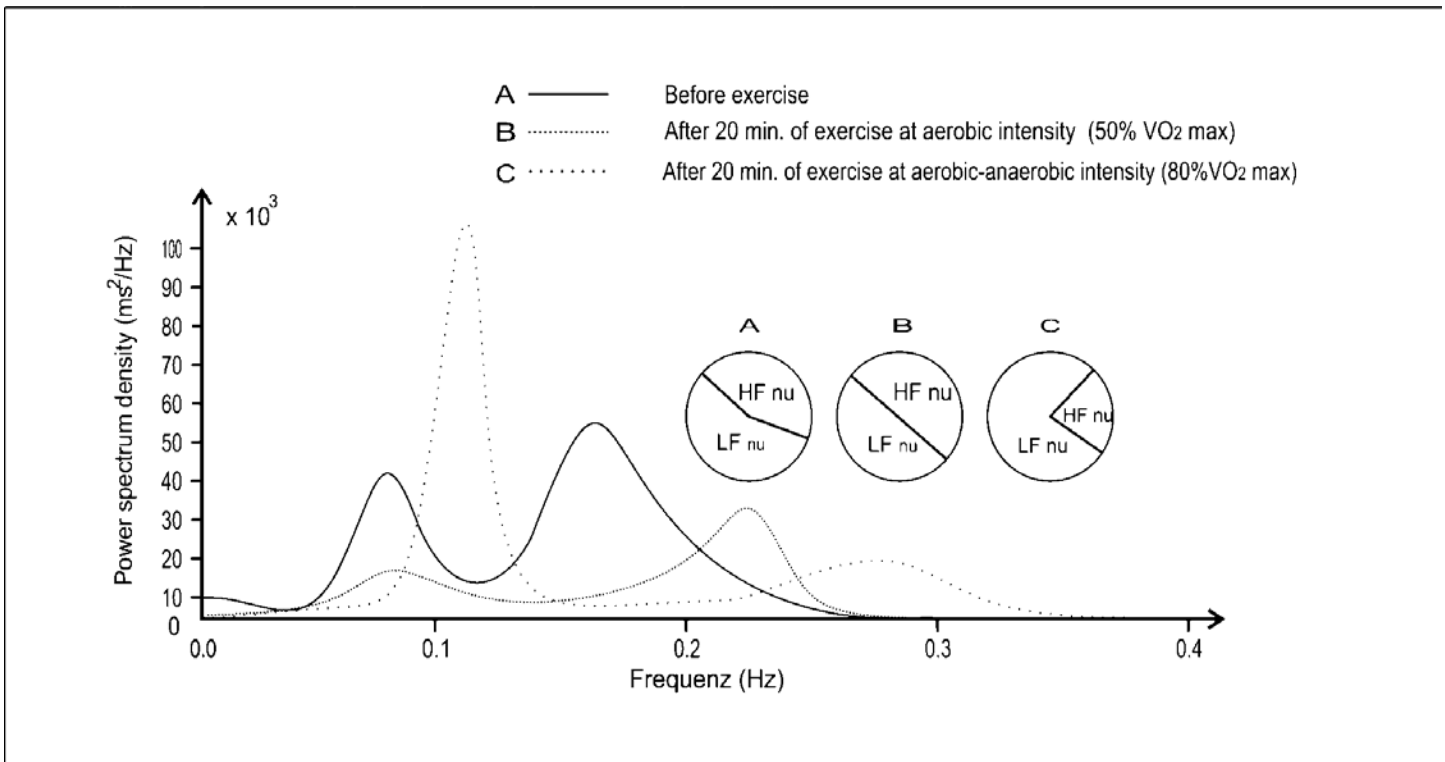 A Before exercise
B After 20 min. of exercise at aerobic intensity (50% VO2 max)
C After 20 min. of exercise at aerobic-anaerobic intensity (80%VO2 max)
x 10³
Power spectrum density (ms²/Hz)
100
90
80
70
60
50
40
30
20
10
0
A B C
HF nu
LF nu
HF nu
LF nu
HF nu
LF nu
0.0 0.1 0.2 0.3 0.4
Frequenz (Hz)